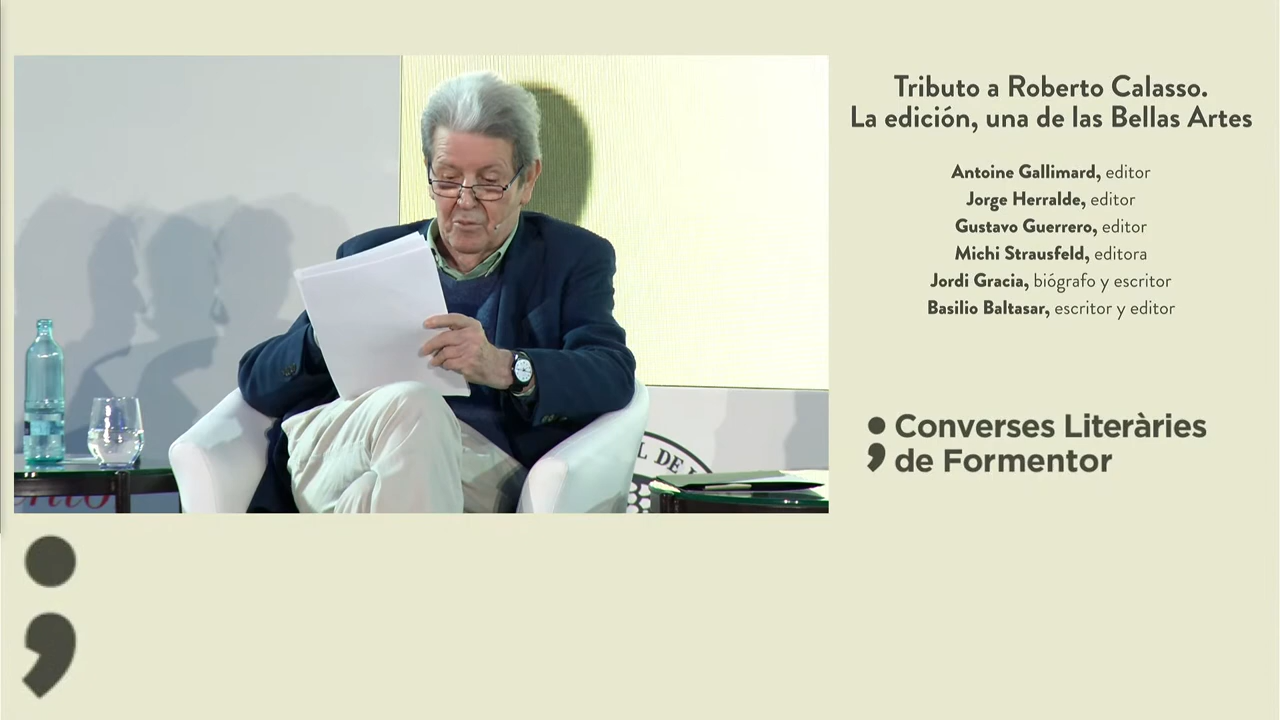 Tributo a Roberto Calasso.
La edición, una de las Bellas Artes
Antoine Gallimard, editor
Jorge Herralde, editor
Gustavo Guerrero, editor
Michi Strausfeld, editora
Jordi Gracia, biógrafo y escritor
Basilio Baltasar, escritor y editor
Converses Literàries
de Formentor